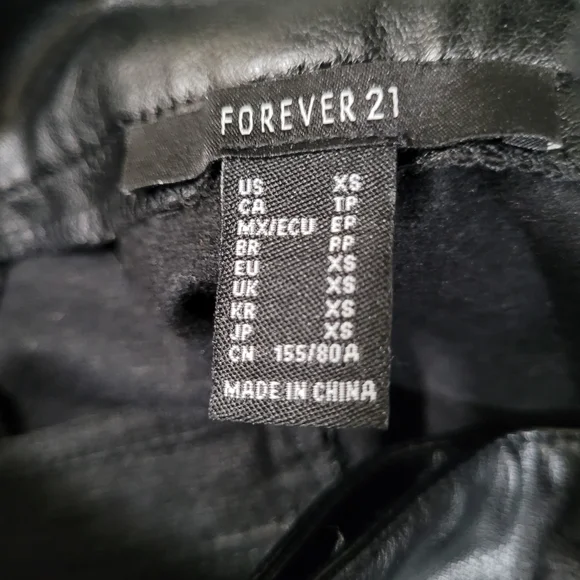 FOREVER 21
US XS
CA TP
MX/ECU EP
BR PP
EU XS
UK XS
KR XS
JP XS
CN 155/80A
MADE IN CHINA